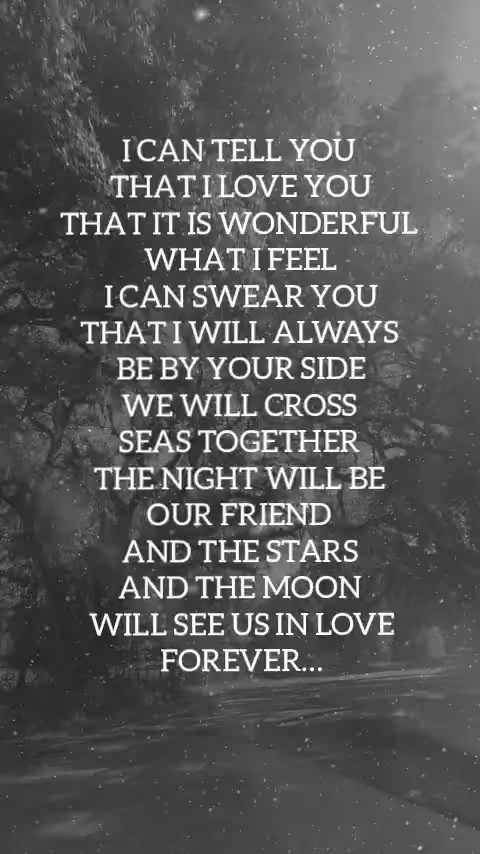 I CAN TELL YOU
THAT I LOVE YOU
THAT IT IS WONDERFUL
WHAT I FEEL
I CAN SWEAR YOU
THAT I WILL ALWAYS
BE BY YOUR SIDE
WE WILL CROSS
SEAS TOGETHER
THE NIGHT WILL BE
OUR FRIEND
AND THE STARS
AND THE MOON
WILL SEE US IN LOVE
FOREVER...